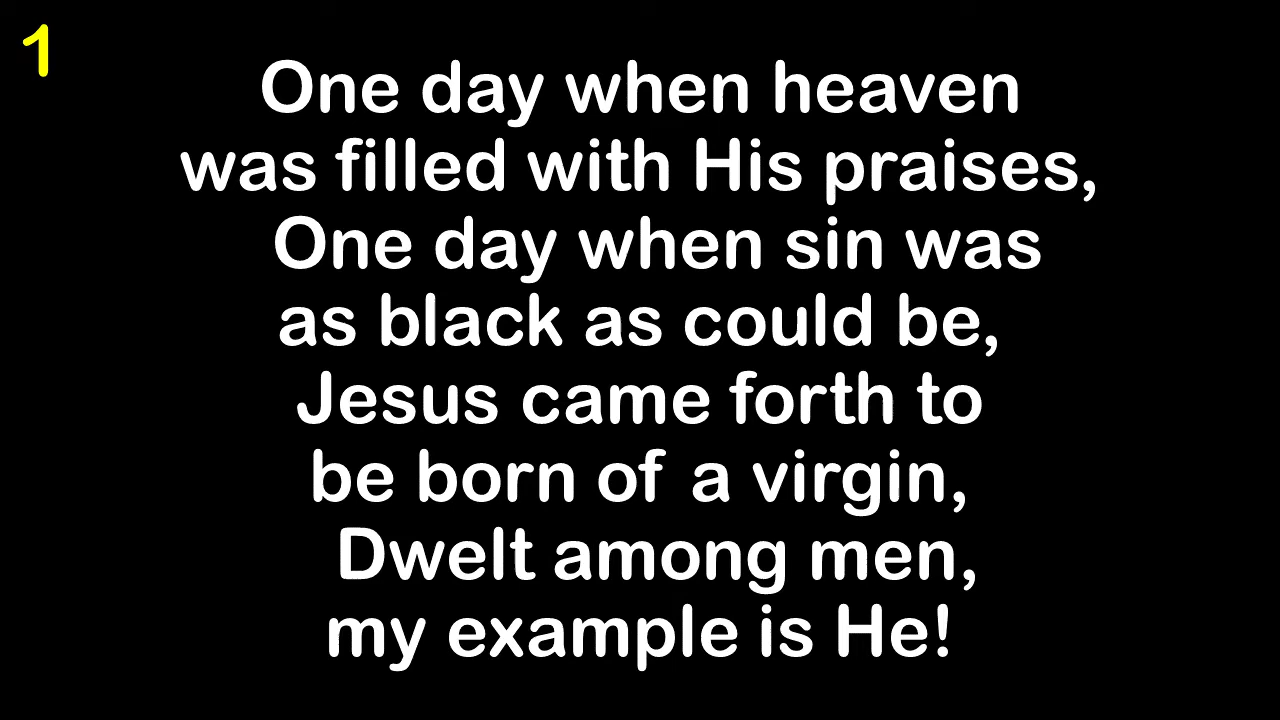 1
One day when heaven
was filled with His praises,
One day when sin was
as black as could be,
Jesus came forth to
be born of a virgin,
Dwelt among men,
my example is He!